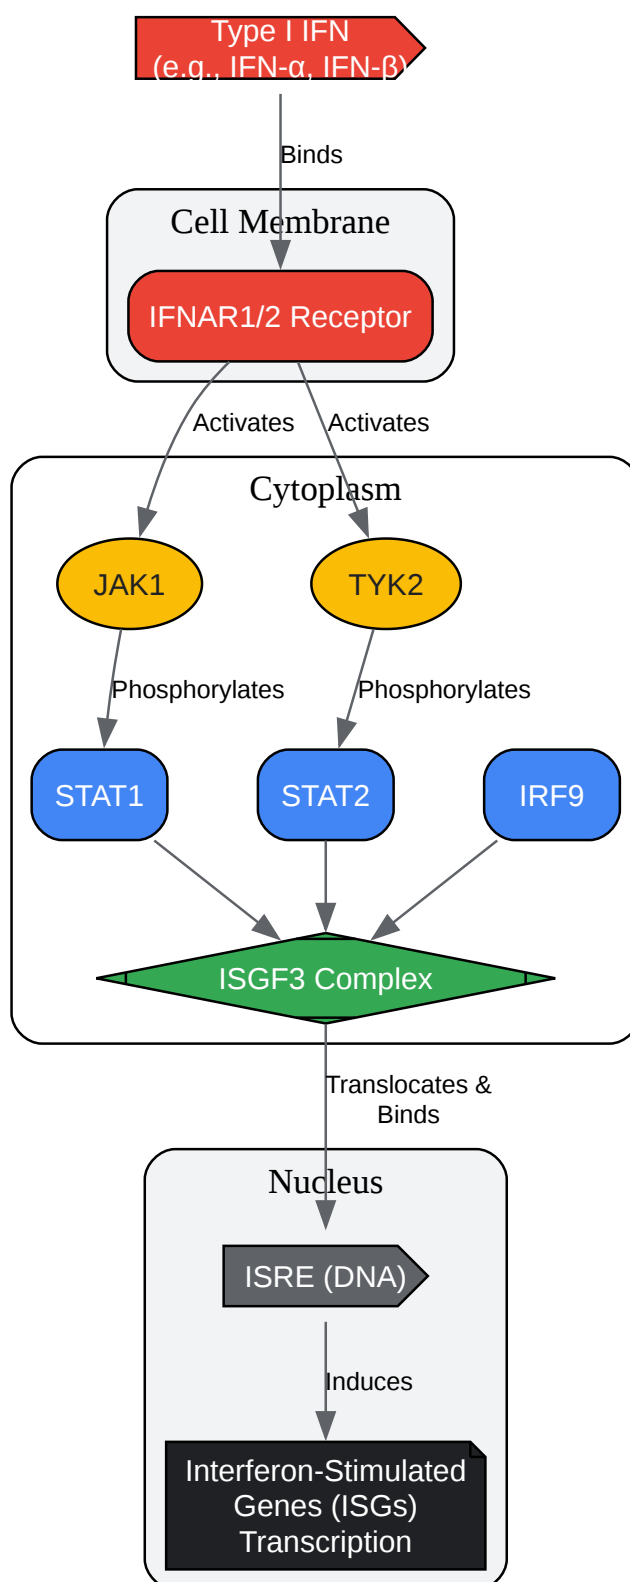 Type I IFN
(e.g., IFN-α, IFN-β)
Binds
Cell Membrane
IFNAR1/2 Receptor
Activates
Activates
Cytoplasm
JAK1
TYK2
Phosphorylates
Phosphorylates
STAT1
STAT2
IRF9
ISGF3 Complex
Translocates &
Binds
Nucleus
ISRE (DNA)
Induces
Interferon-Stimulated
Genes (ISGs)
Transcription